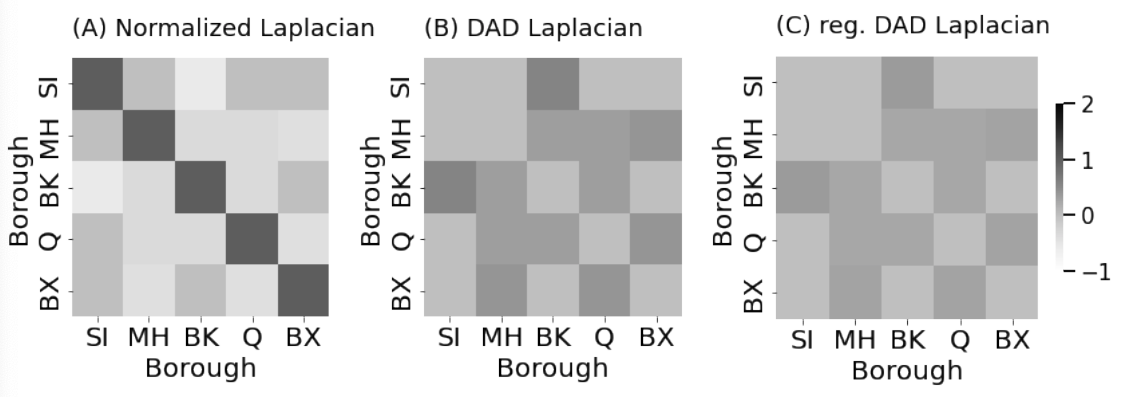 (A) Normalized Laplacian
(B) DAD Laplacian
(C) reg. DAD Laplacian
Borough
SI
MH
BK
Q
BX
SI MH BK Q BX
Borough
Borough
SI
MH
BK
Q
BX
SI MH BK Q BX
Borough
Borough
SI
MH
BK
Q
BX
SI MH BK Q BX
Borough
2
1
0
−1